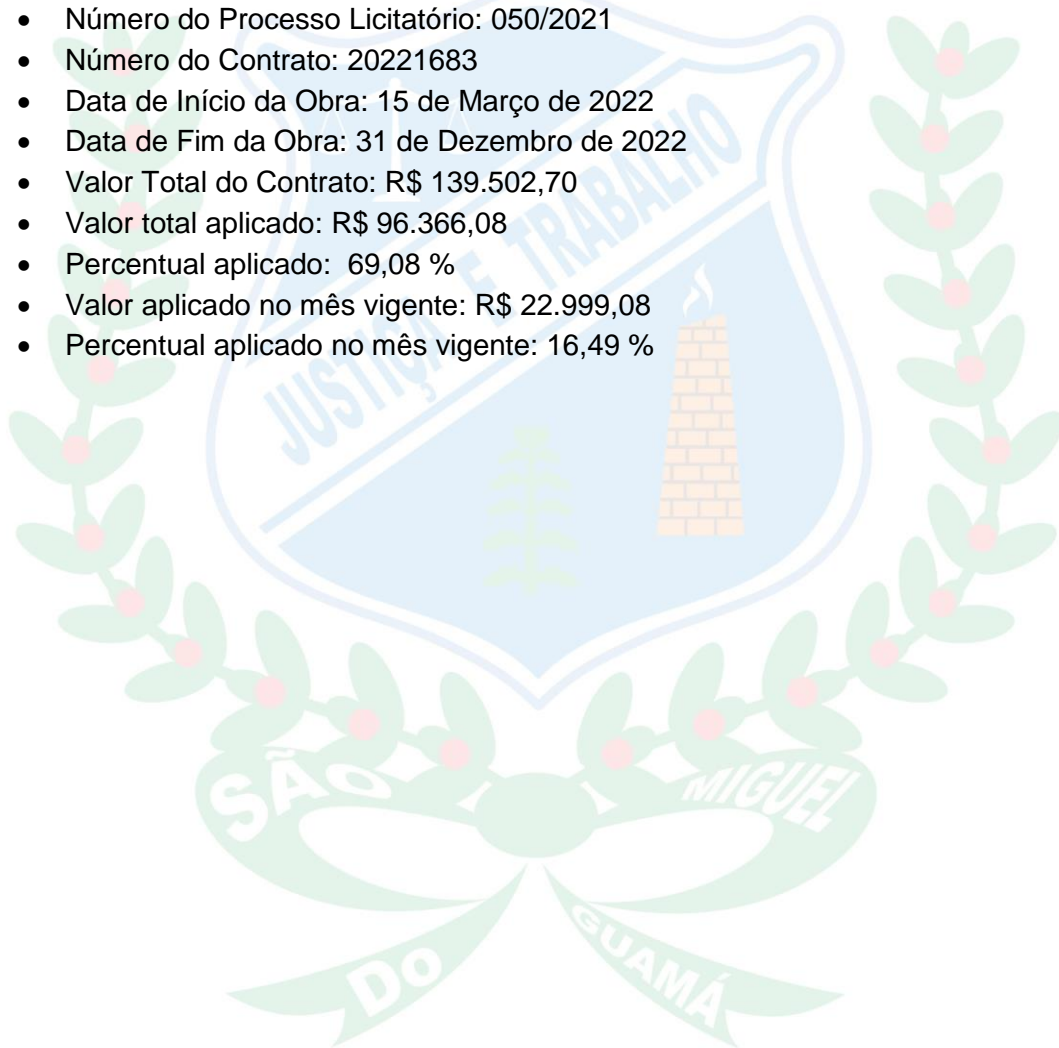 • Número do Processo Licitatório: 050/2021
• Número do Contrato: 20221683
• Data de Início da Obra: 15 de Março de 2022
• Data de Fim da Obra: 31 de Dezembro de 2022
• Valor Total do Contrato: R$ 139.502,70
• Valor total aplicado: R$ 96.366,08
• Percentual aplicado: 69,08 %
• Valor aplicado no mês vigente: R$ 22.999,08
• Percentual aplicado no mês vigente: 16,49 %
JUSTIÇA E TRABALHO
SÃO MIGUEL
DO GUAMÁ